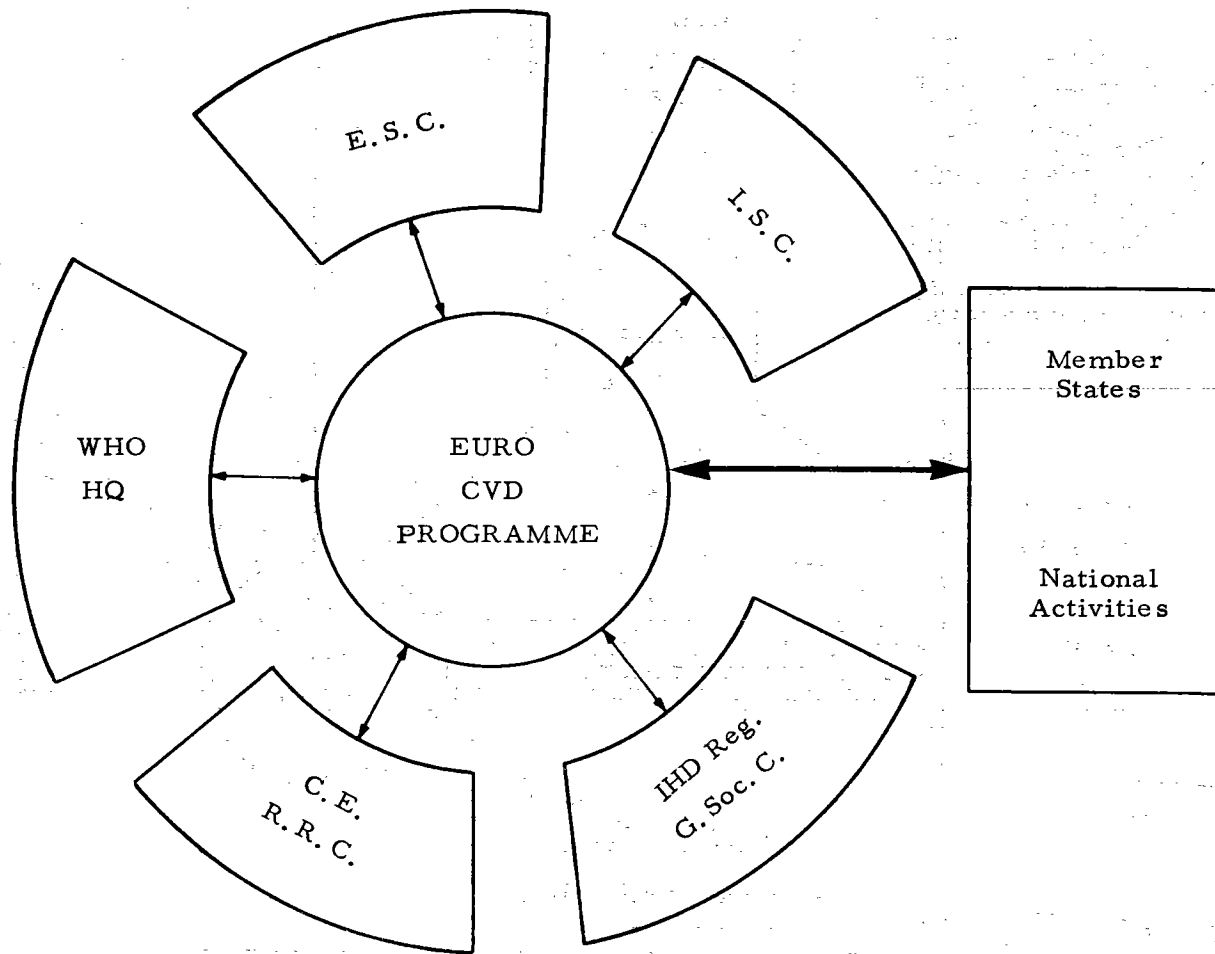 E. S. C.
I. S. C.
Member
States
WHO
HQ
EURO
CVD
PROGRAMME
National
Activities
C. E.
R. R. C.
IHD Reg.
G. Soc. C.